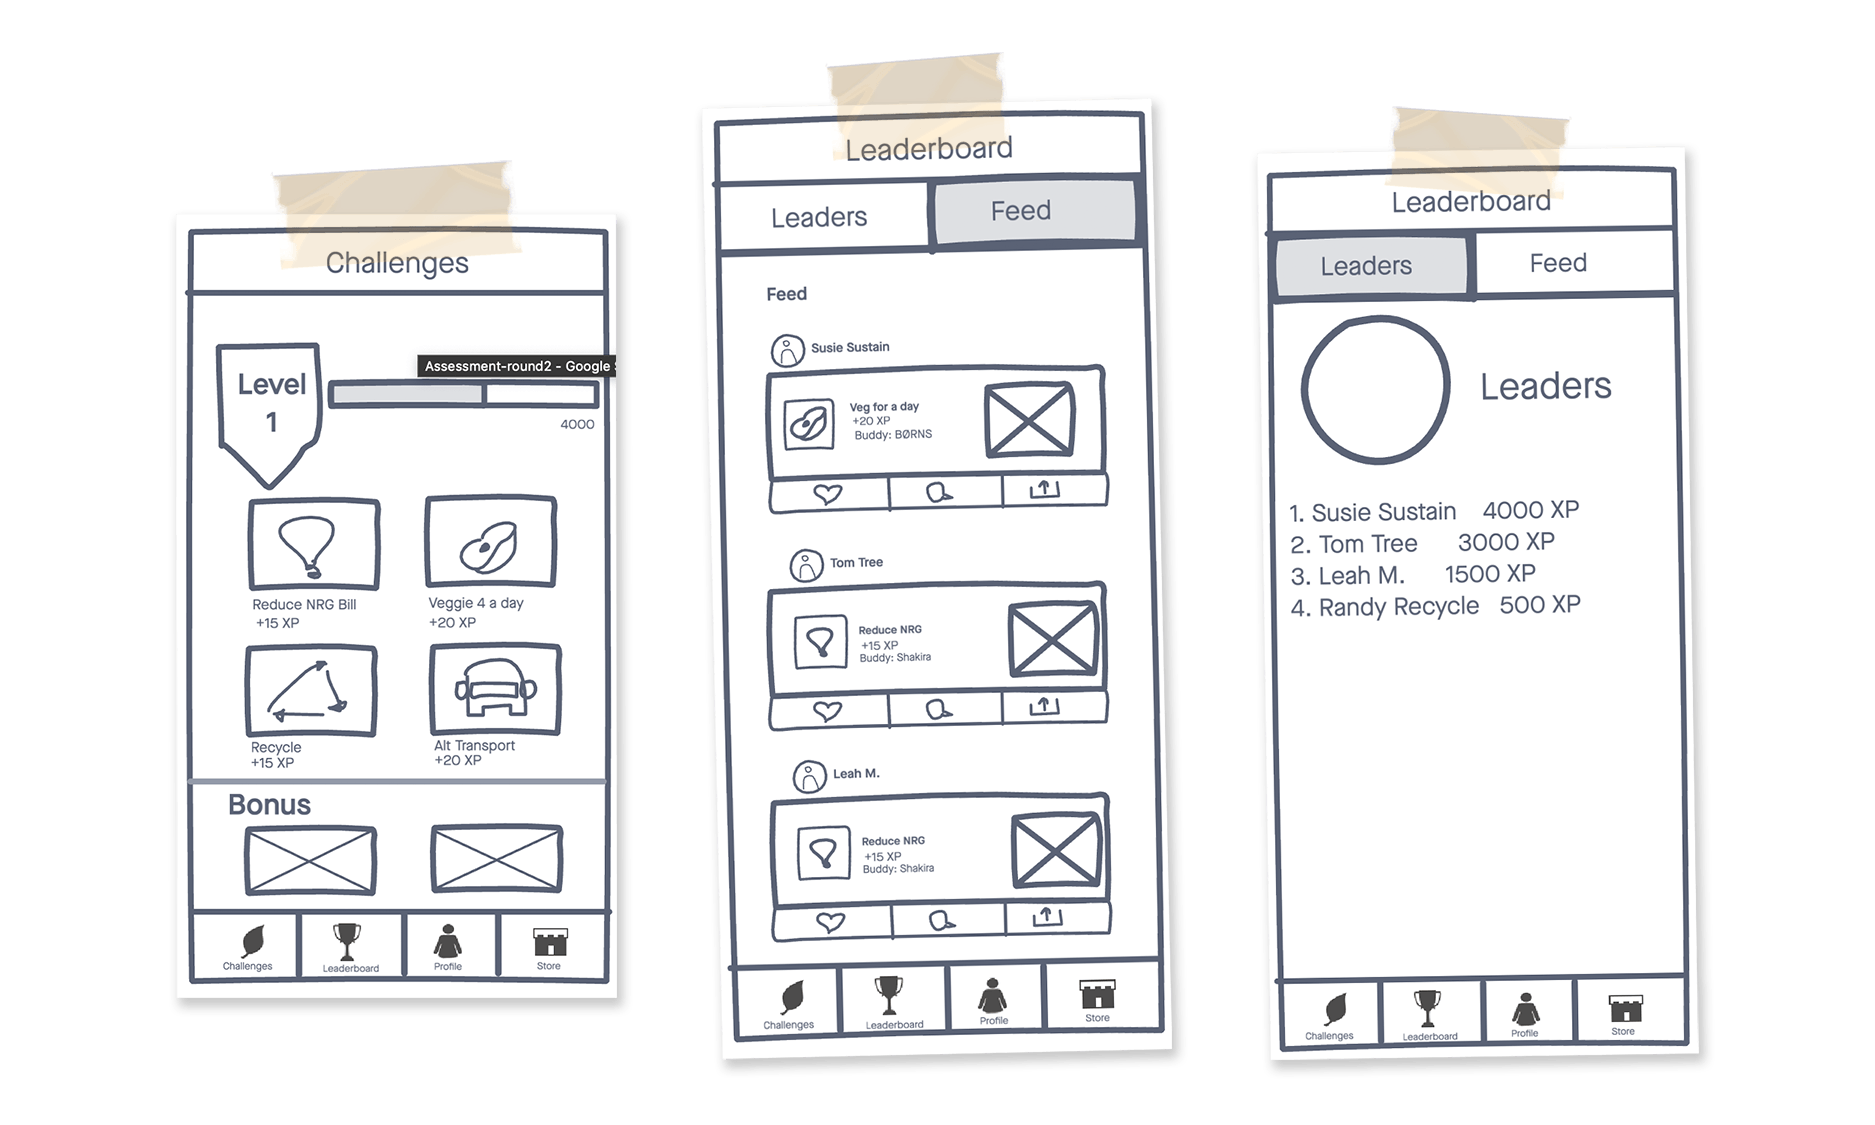 Challenges
Level
1
Assessment-round2 - Google
4000
Reduce NRG Bill
+15 XP
Veggie 4 a day
+20 XP
Recycle
+15 XP
Alt Transport
+20 XP
Bonus
Challenges
Leaderboard
Profile
Store
Leaderboard
Leaders
Feed
Feed
Susie Sustain
Veg for a day
+20 XP
Buddy: BØRNS
Tom Tree
Reduce NRG
+15 XP
Buddy: Shakira
Leah M.
Reduce NRG
+15 XP
Buddy: Shakira
Challenges
Leaderboard
Profile
Store
Leaderboard
Leaders
Feed
Leaders
1. Susie Sustain 4000 XP
2. Tom Tree 3000 XP
3. Leah M. 1500 XP
4. Randy Recycle 500 XP
Challenges
Leaderboard
Profile
Store